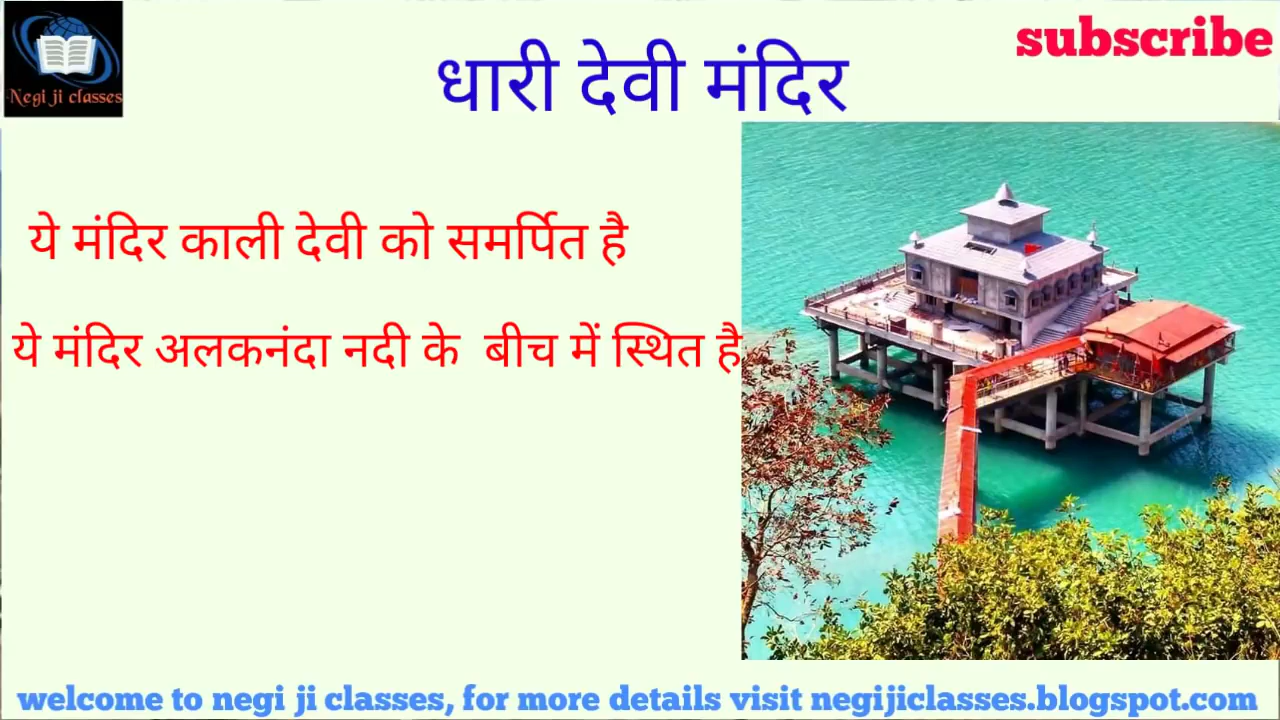 Negi ji classes
subscribe
धारी देवी मंदिर
ये मंदिर काली देवी को समर्पित है
ये मंदिर अलकनंदा नदी के बीच में स्थित है
welcome to negi ji classes, for more details visit negijiclasses.blogspot.com